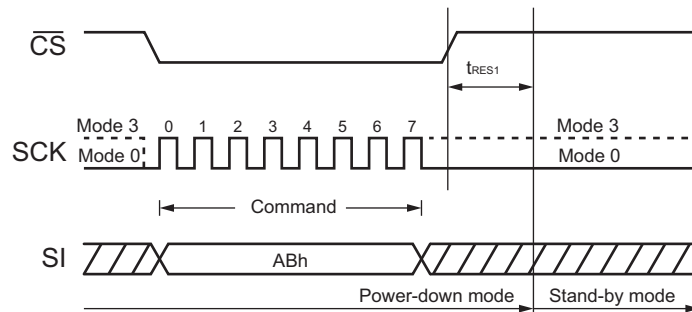 C̅S̅
tRES1
Mode 3 0 1 2 3 4 5 6 7 Mode 3
SCK
Mode 0 Mode 0
Command
SI ABh
Power-down mode Stand-by mode